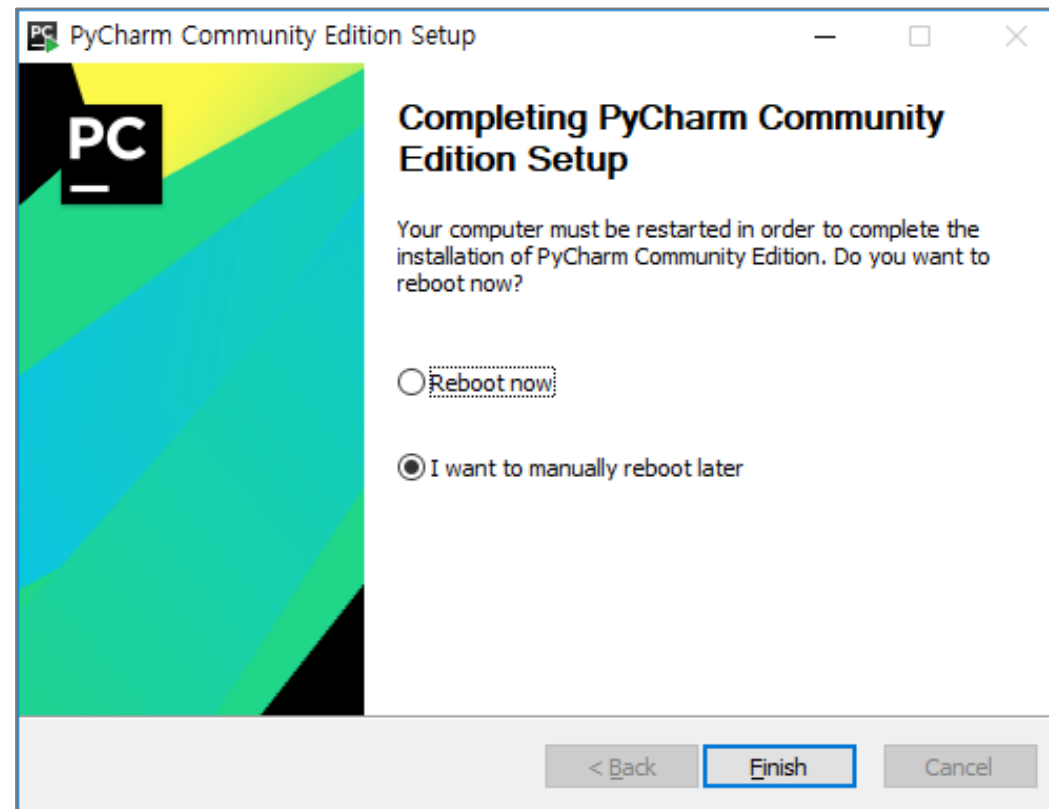 PyCharm Community Edition Setup
PC
Completing PyCharm Community
Edition Setup
Your computer must be restarted in order to complete the
installation of PyCharm Community Edition. Do you want to
reboot now?
Reboot now
I want to manually reboot later
< Back
Finish
Cancel